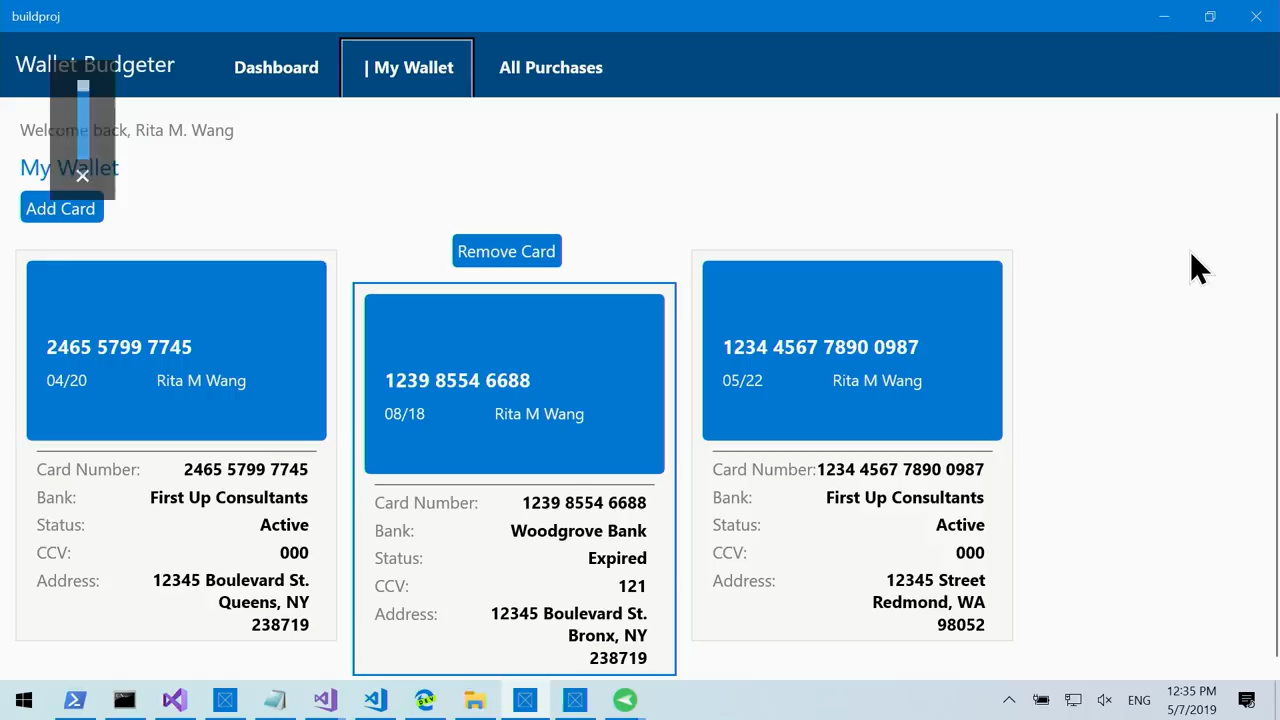 buildproj
Wallet Budgeter
Dashboard
| My Wallet
All Purchases
Welcome back, Rita M. Wang
My Wallet
Add Card
Remove Card
2465 5799 7745
04/20 Rita M Wang
Card Number: 2465 5799 7745
Bank: First Up Consultants
Status: Active
CCV: 000
Address: 12345 Boulevard St.
Queens, NY
238719
1239 8554 6688
08/18 Rita M Wang
Card Number: 1239 8554 6688
Bank: Woodgrove Bank
Status: Expired
CCV: 121
Address: 12345 Boulevard St.
Bronx, NY
238719
1234 4567 7890 0987
05/22 Rita M Wang
Card Number:1234 4567 7890 0987
Bank: First Up Consultants
Status: Active
CCV: 000
Address: 12345 Street
Redmond, WA
98052
ENG
12:35 PM
5/7/2019